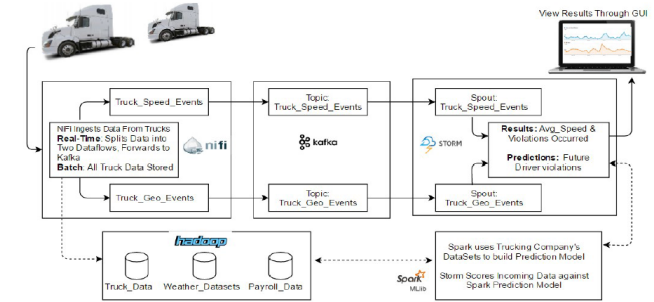 View Results Through GUI
Truck_Speed_Events
NFI Ingests Data From Trucks
Real-Time: Splits Data into
Two Dataflows, Forwards to
Kafka
Batch: All Truck Data Stored
nifi
Truck_Geo_Events
Topic:
Truck_Speed_Events
kafka
Topic:
Truck_Geo_Events
Spout:
Truck_Speed_Events
STORM
Results: Avg_Speed &
Violations Occurred
Predictions: Future
Driver violations
Spout:
Truck_Geo_Events
hadoop
Truck_Data
Weather_Datasets
Payroll_Data
Spark
MLlib
Spark uses Trucking Company's
DataSets to build Prediction Model
Storm Scores Incoming Data against
Spark Prediction Model